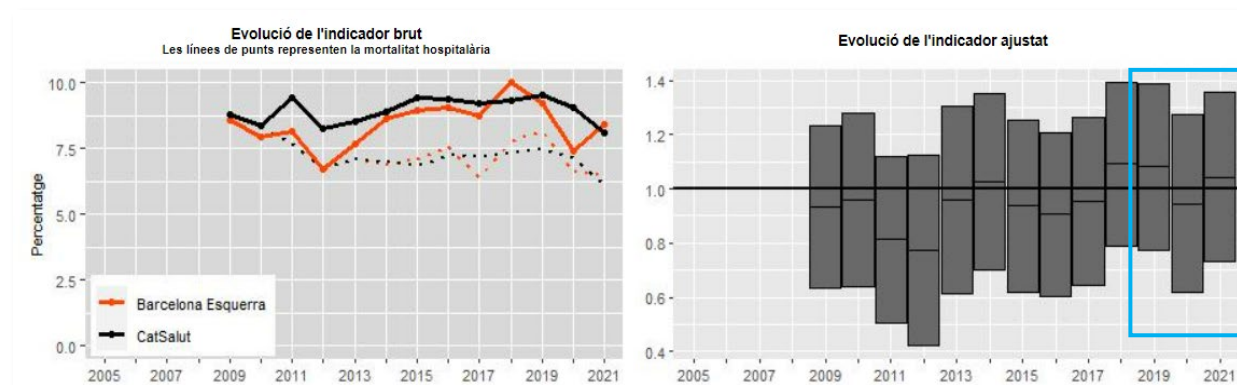 Evolució de l'indicador brut
Les línees de punts representen la mortalitat hospitalària
10.0
7.5
5.0
2.5
0.0
Percentatge
Barcelona Esquerra
CatSalut
2005 2007 2009 2011 2013 2015 2017 2019 2021
Evolució de l'indicador ajustat
1.4
1.2
1.0
0.8
0.6
0.4
2005 2007 2009 2011 2013 2015 2017 2019 2021